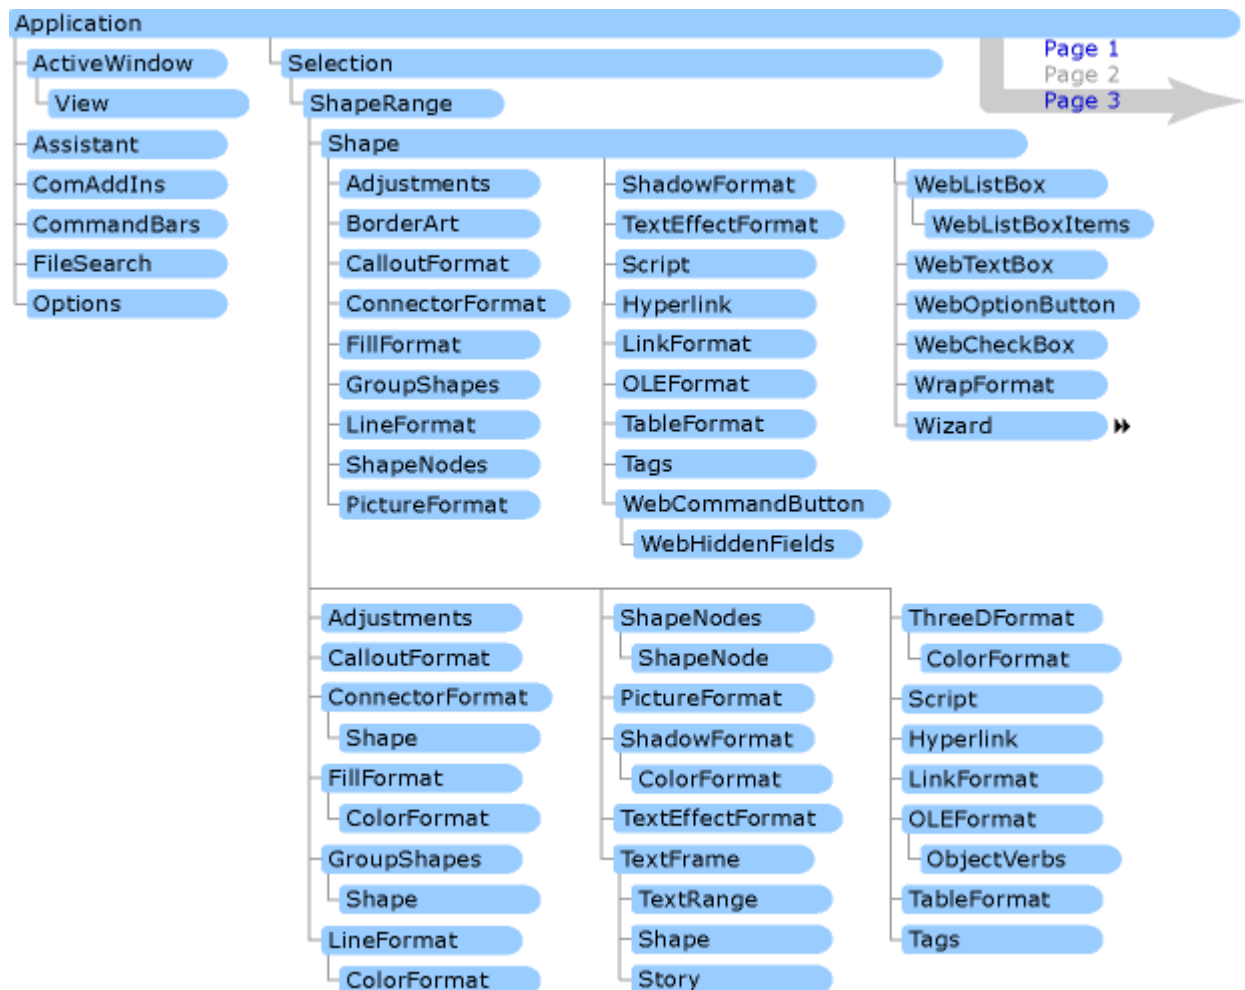 Application
ActiveWindow
View
Assistant
ComAddIns
CommandBars
FileSearch
Options
Selection
ShapeRange
Page 1
Page 2
Page 3
Shape
Adjustments
BorderArt
CalloutFormat
ConnectorFormat
FillFormat
GroupShapes
LineFormat
ShapeNodes
PictureFormat
ShadowFormat
TextEffectFormat
Script
Hyperlink
LinkFormat
OLEFormat
TableFormat
Tags
WebCommandButton
WebHiddenFields
WebListBox
WebListBoxItems
WebTextBox
WebOptionButton
WebCheckBox
WrapFormat
Wizard
Adjustments
CalloutFormat
ConnectorFormat
Shape
FillFormat
ColorFormat
GroupShapes
Shape
LineFormat
ColorFormat
ShapeNodes
ShapeNode
PictureFormat
ShadowFormat
ColorFormat
TextEffectFormat
TextFrame
TextRange
Shape
Story
ThreeDFormat
ColorFormat
Script
Hyperlink
LinkFormat
OLEFormat
ObjectVerbs
TableFormat
Tags